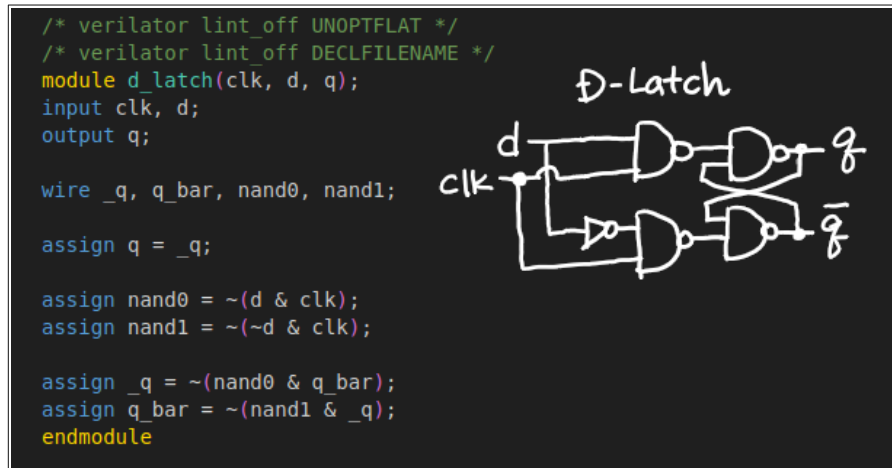 /* verilator lint_off UNOPTFLAT */
/* verilator lint_off DECLFILENAME */
module d_latch(clk, d, q);
input clk, d;
output q;
wire _q, q_bar, nand0, nand1;
assign q = _q;
assign nand0 = ~(d & clk);
assign nand1 = ~(~d & clk);
assign _q = ~(nand0 & q_bar);
assign q_bar = ~(nand1 & _q);
endmodule
D-Latch
d
q
clk
q̅